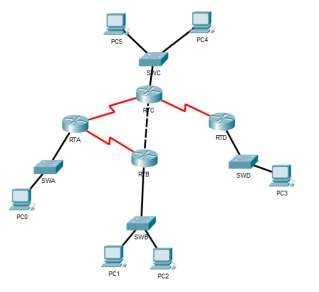 PC5
PC4
SWC
RTC
RTA
RTD
RTB
SWA
SWD
PC0
PC3
SWB
PC1
PC2